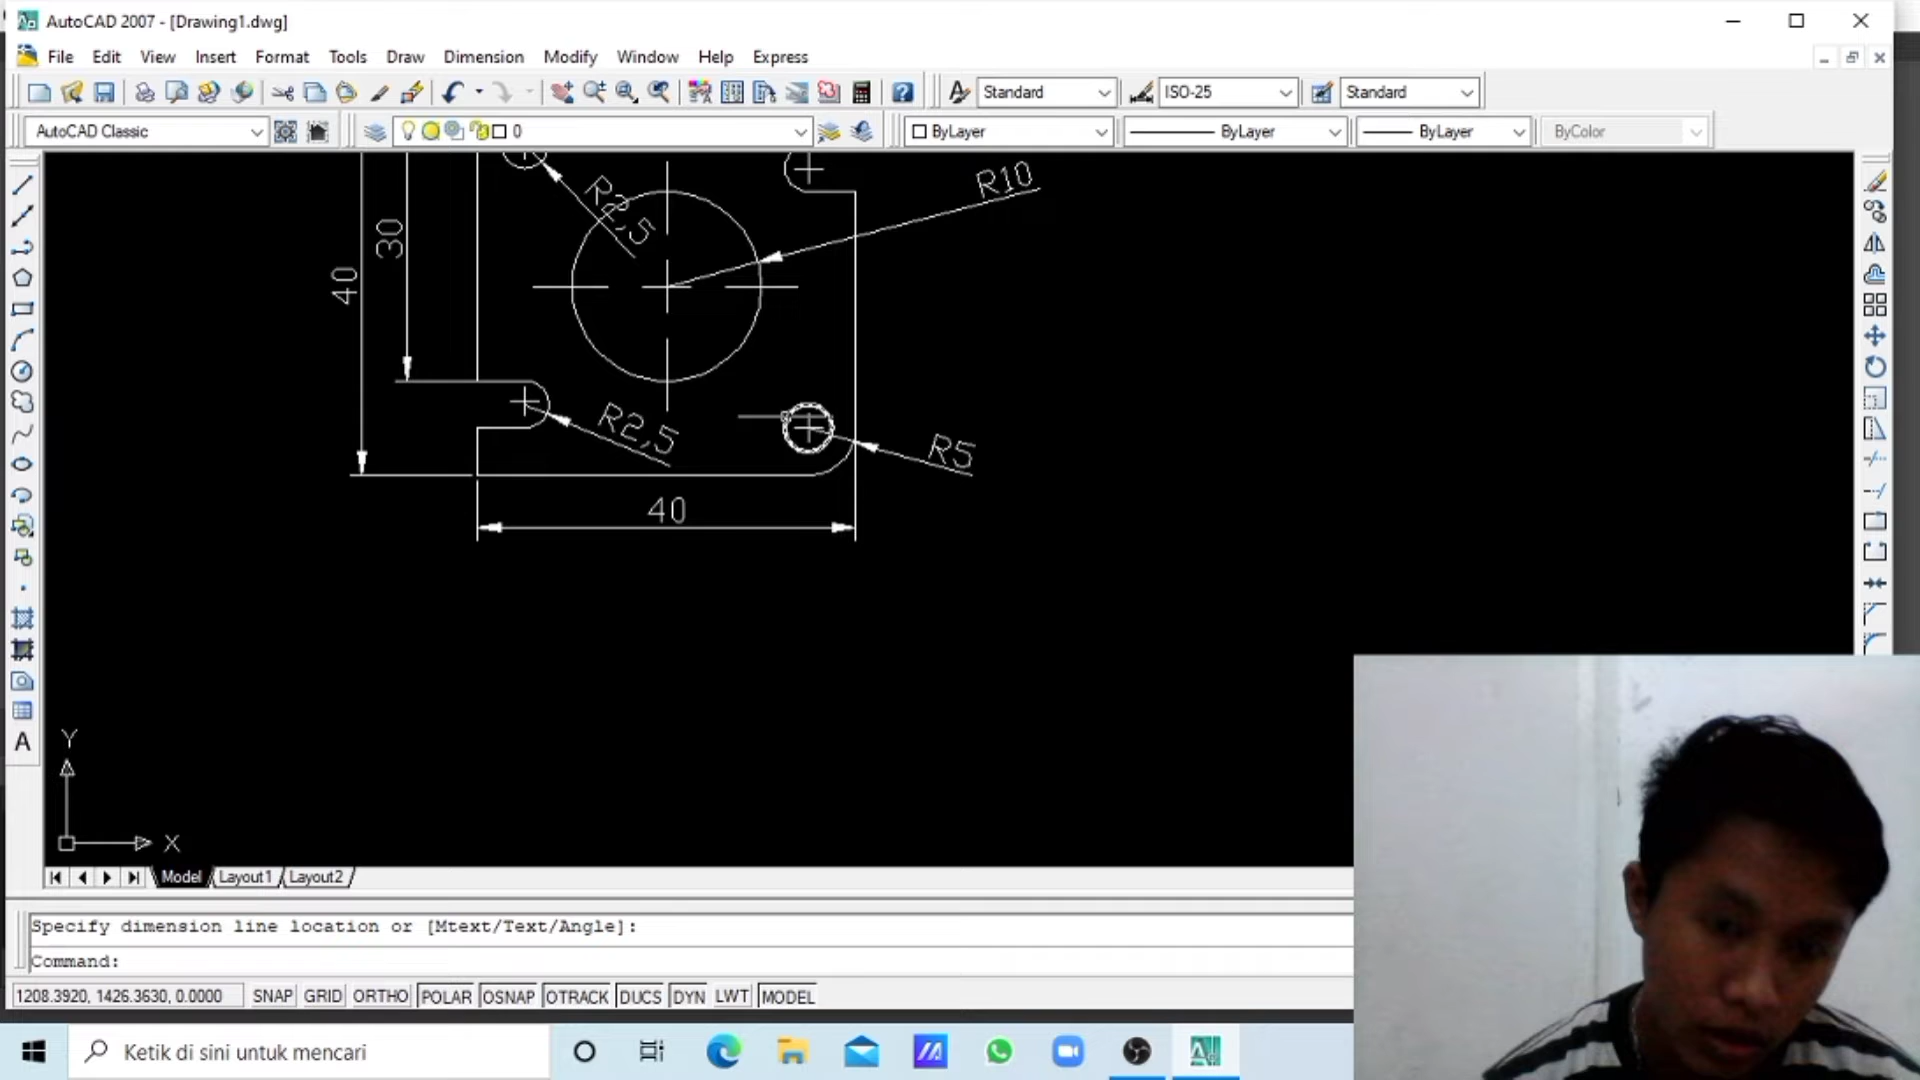 AutoCAD 2007 - [Drawing1.dwg]
File Edit View Insert Format Tools Draw Dimension Modify Window Help Express
Standard ISO-25 Standard
AutoCAD Classic 0 ByLayer ByLayer ByLayer ByColor
R10
R2,5
30
40
R2,5
R5
40
A
Y
X
Model Layout1 Layout2
Specify dimension line location or [Mtext/Text/Angle]:
Command:
1208.3920, 1426.3630, 0.0000 SNAP GRID ORTHO POLAR OSNAP OTRACK DUCS DYN LWT MODEL
Ketik di sini untuk mencari